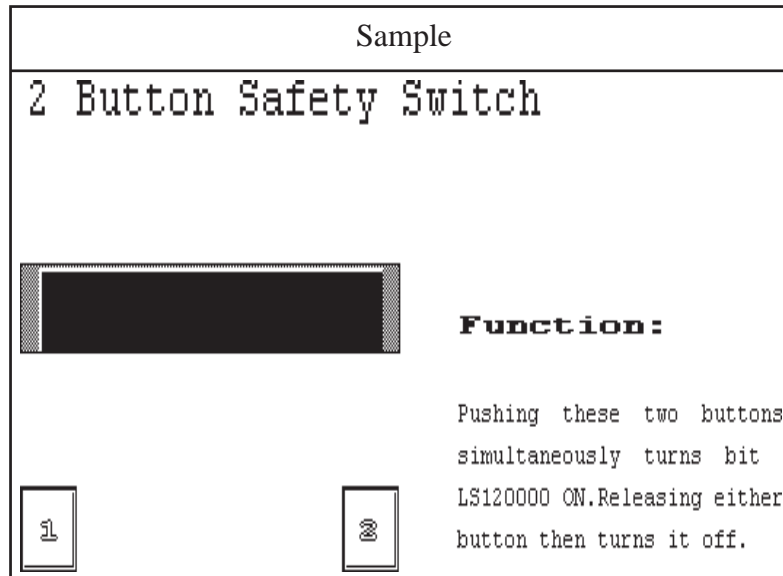 Sample
2 Button Safety Switch
Function:
Pushing these two buttons
simultaneously turns bit
LS120000 ON.Releasing either
button then turns it off.
1
2